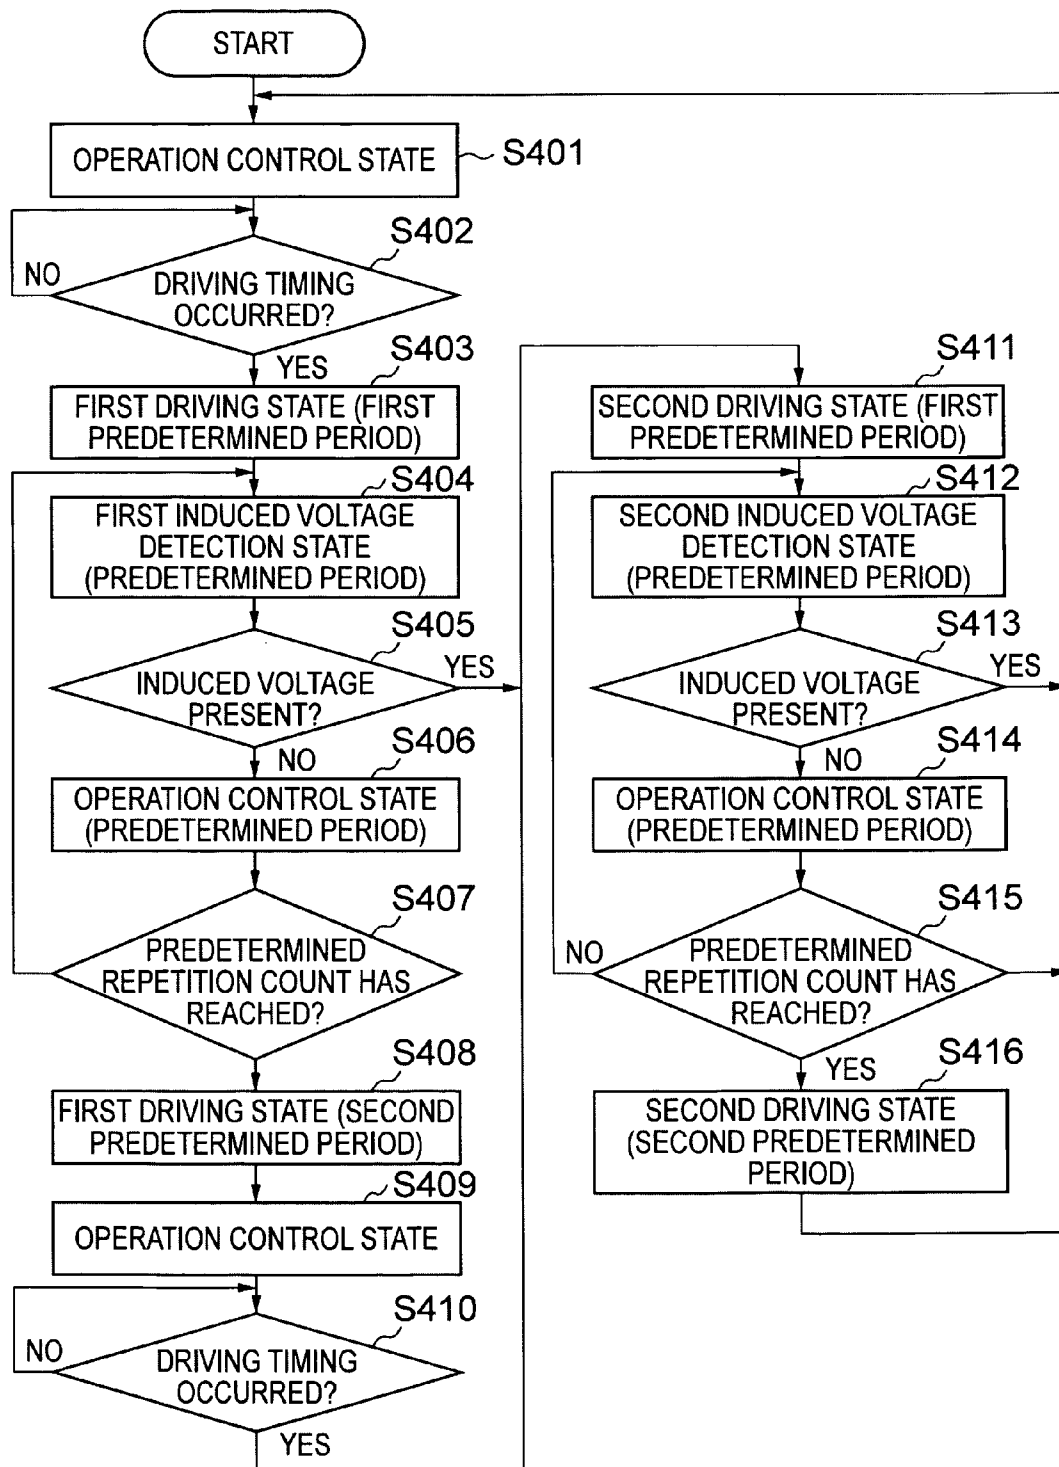 START
OPERATION CONTROL STATE
S401
S402
NO
DRIVING TIMING
OCCURRED?
YES
S403
FIRST DRIVING STATE (FIRST
PREDETERMINED PERIOD)
S404
FIRST INDUCED VOLTAGE
DETECTION STATE
(PREDETERMINED PERIOD)
S405
YES
INDUCED VOLTAGE
PRESENT?
NO
S406
OPERATION CONTROL STATE
(PREDETERMINED PERIOD)
S407
PREDETERMINED
REPETITION COUNT HAS
REACHED?
S408
FIRST DRIVING STATE (SECOND
PREDETERMINED PERIOD)
S409
OPERATION CONTROL STATE
S410
NO
DRIVING TIMING
OCCURRED?
YES
S411
SECOND DRIVING STATE (FIRST
PREDETERMINED PERIOD)
S412
SECOND INDUCED VOLTAGE
DETECTION STATE
(PREDETERMINED PERIOD)
S413
YES
INDUCED VOLTAGE
PRESENT?
NO
S414
OPERATION CONTROL STATE
(PREDETERMINED PERIOD)
S415
NO
PREDETERMINED
REPETITION COUNT HAS
REACHED?
YES
S416
SECOND DRIVING STATE
(SECOND PREDETERMINED
PERIOD)